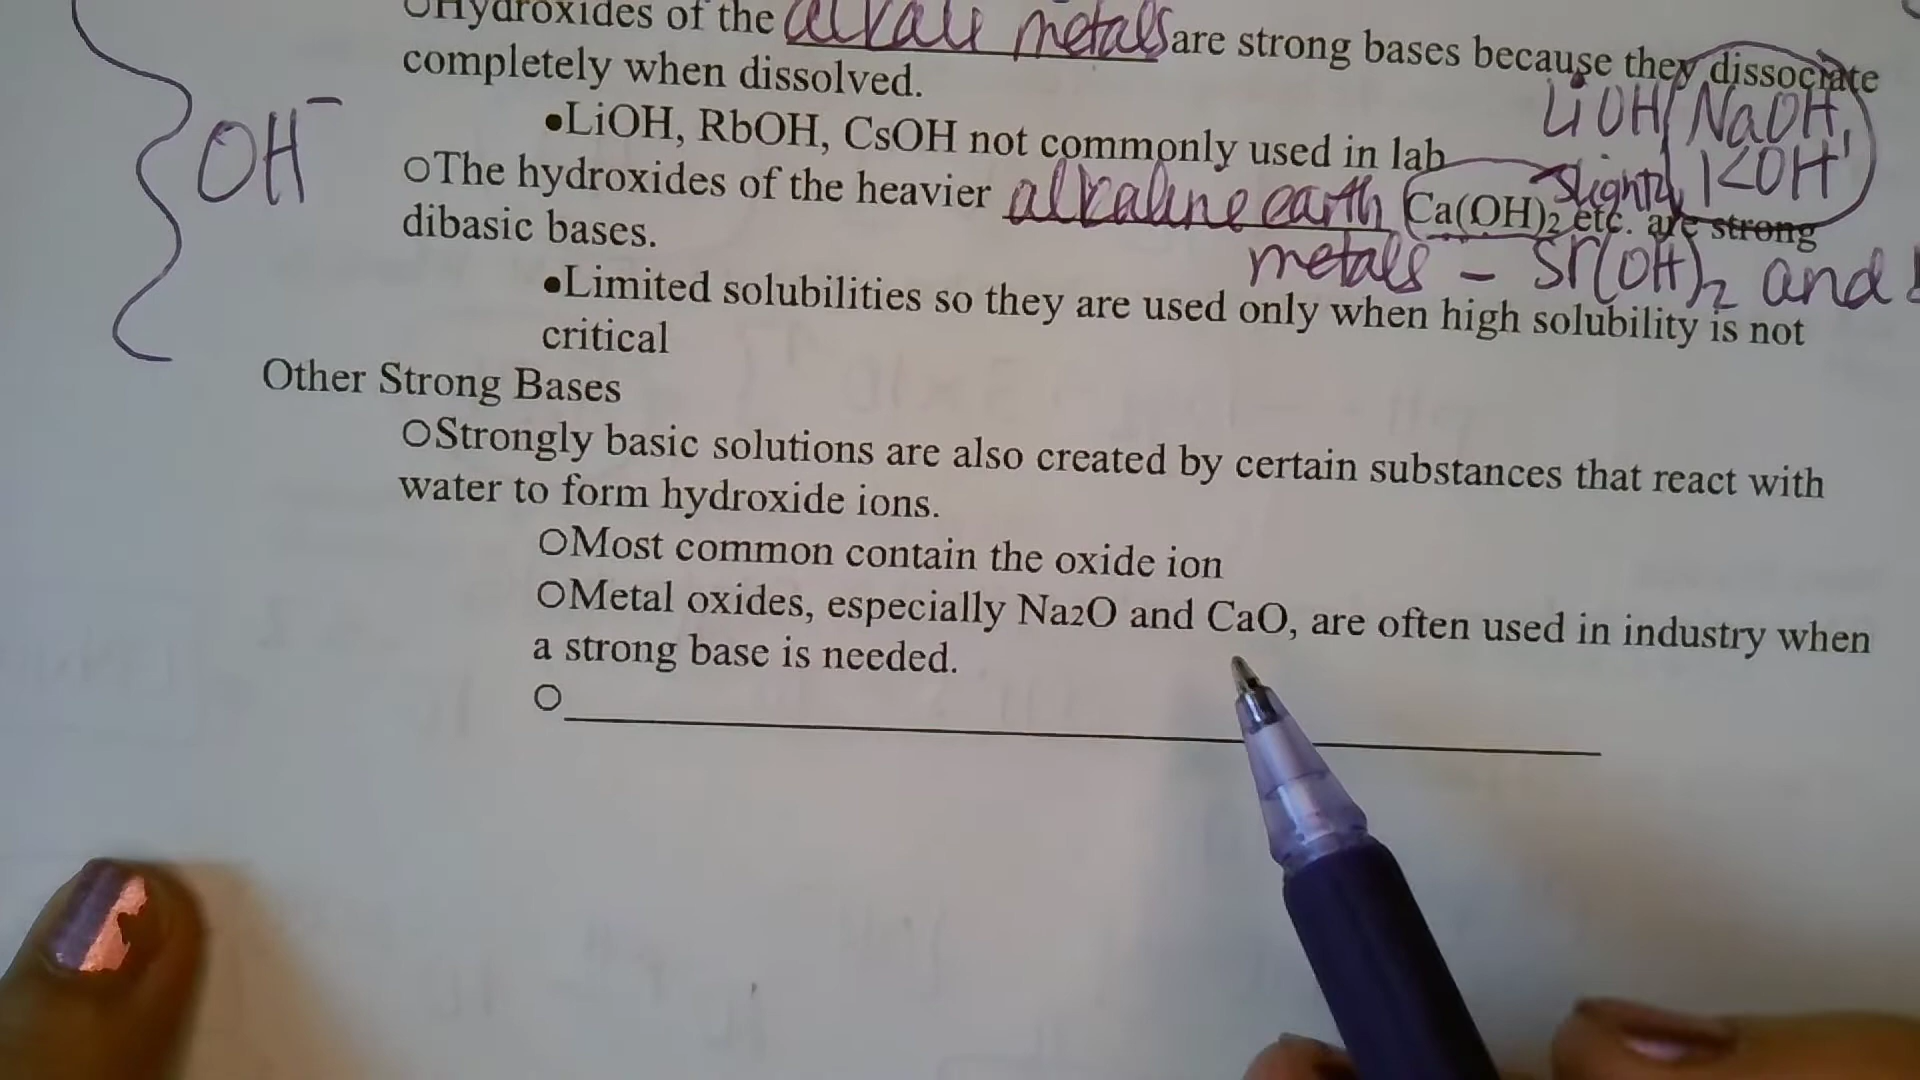 OHydroxides of the alkali metals are strong bases because they dissociate
completely when dissolved.
LiOH, NaOH,
•LiOH, RbOH, CsOH not commonly used in lab
KOH
OH⁻
slightly
OThe hydroxides of the heavier alkaline earth Ca(OH)2 etc. are strong
dibasic bases.
metals - Sr(OH)2 and
•Limited solubilities so they are used only when high solubility is not
critical
Other Strong Bases
OStrongly basic solutions are also created by certain substances that react with
water to form hydroxide ions.
OMost common contain the oxide ion
OMetal oxides, especially Na2O and CaO, are often used in industry when
a strong base is needed.
O